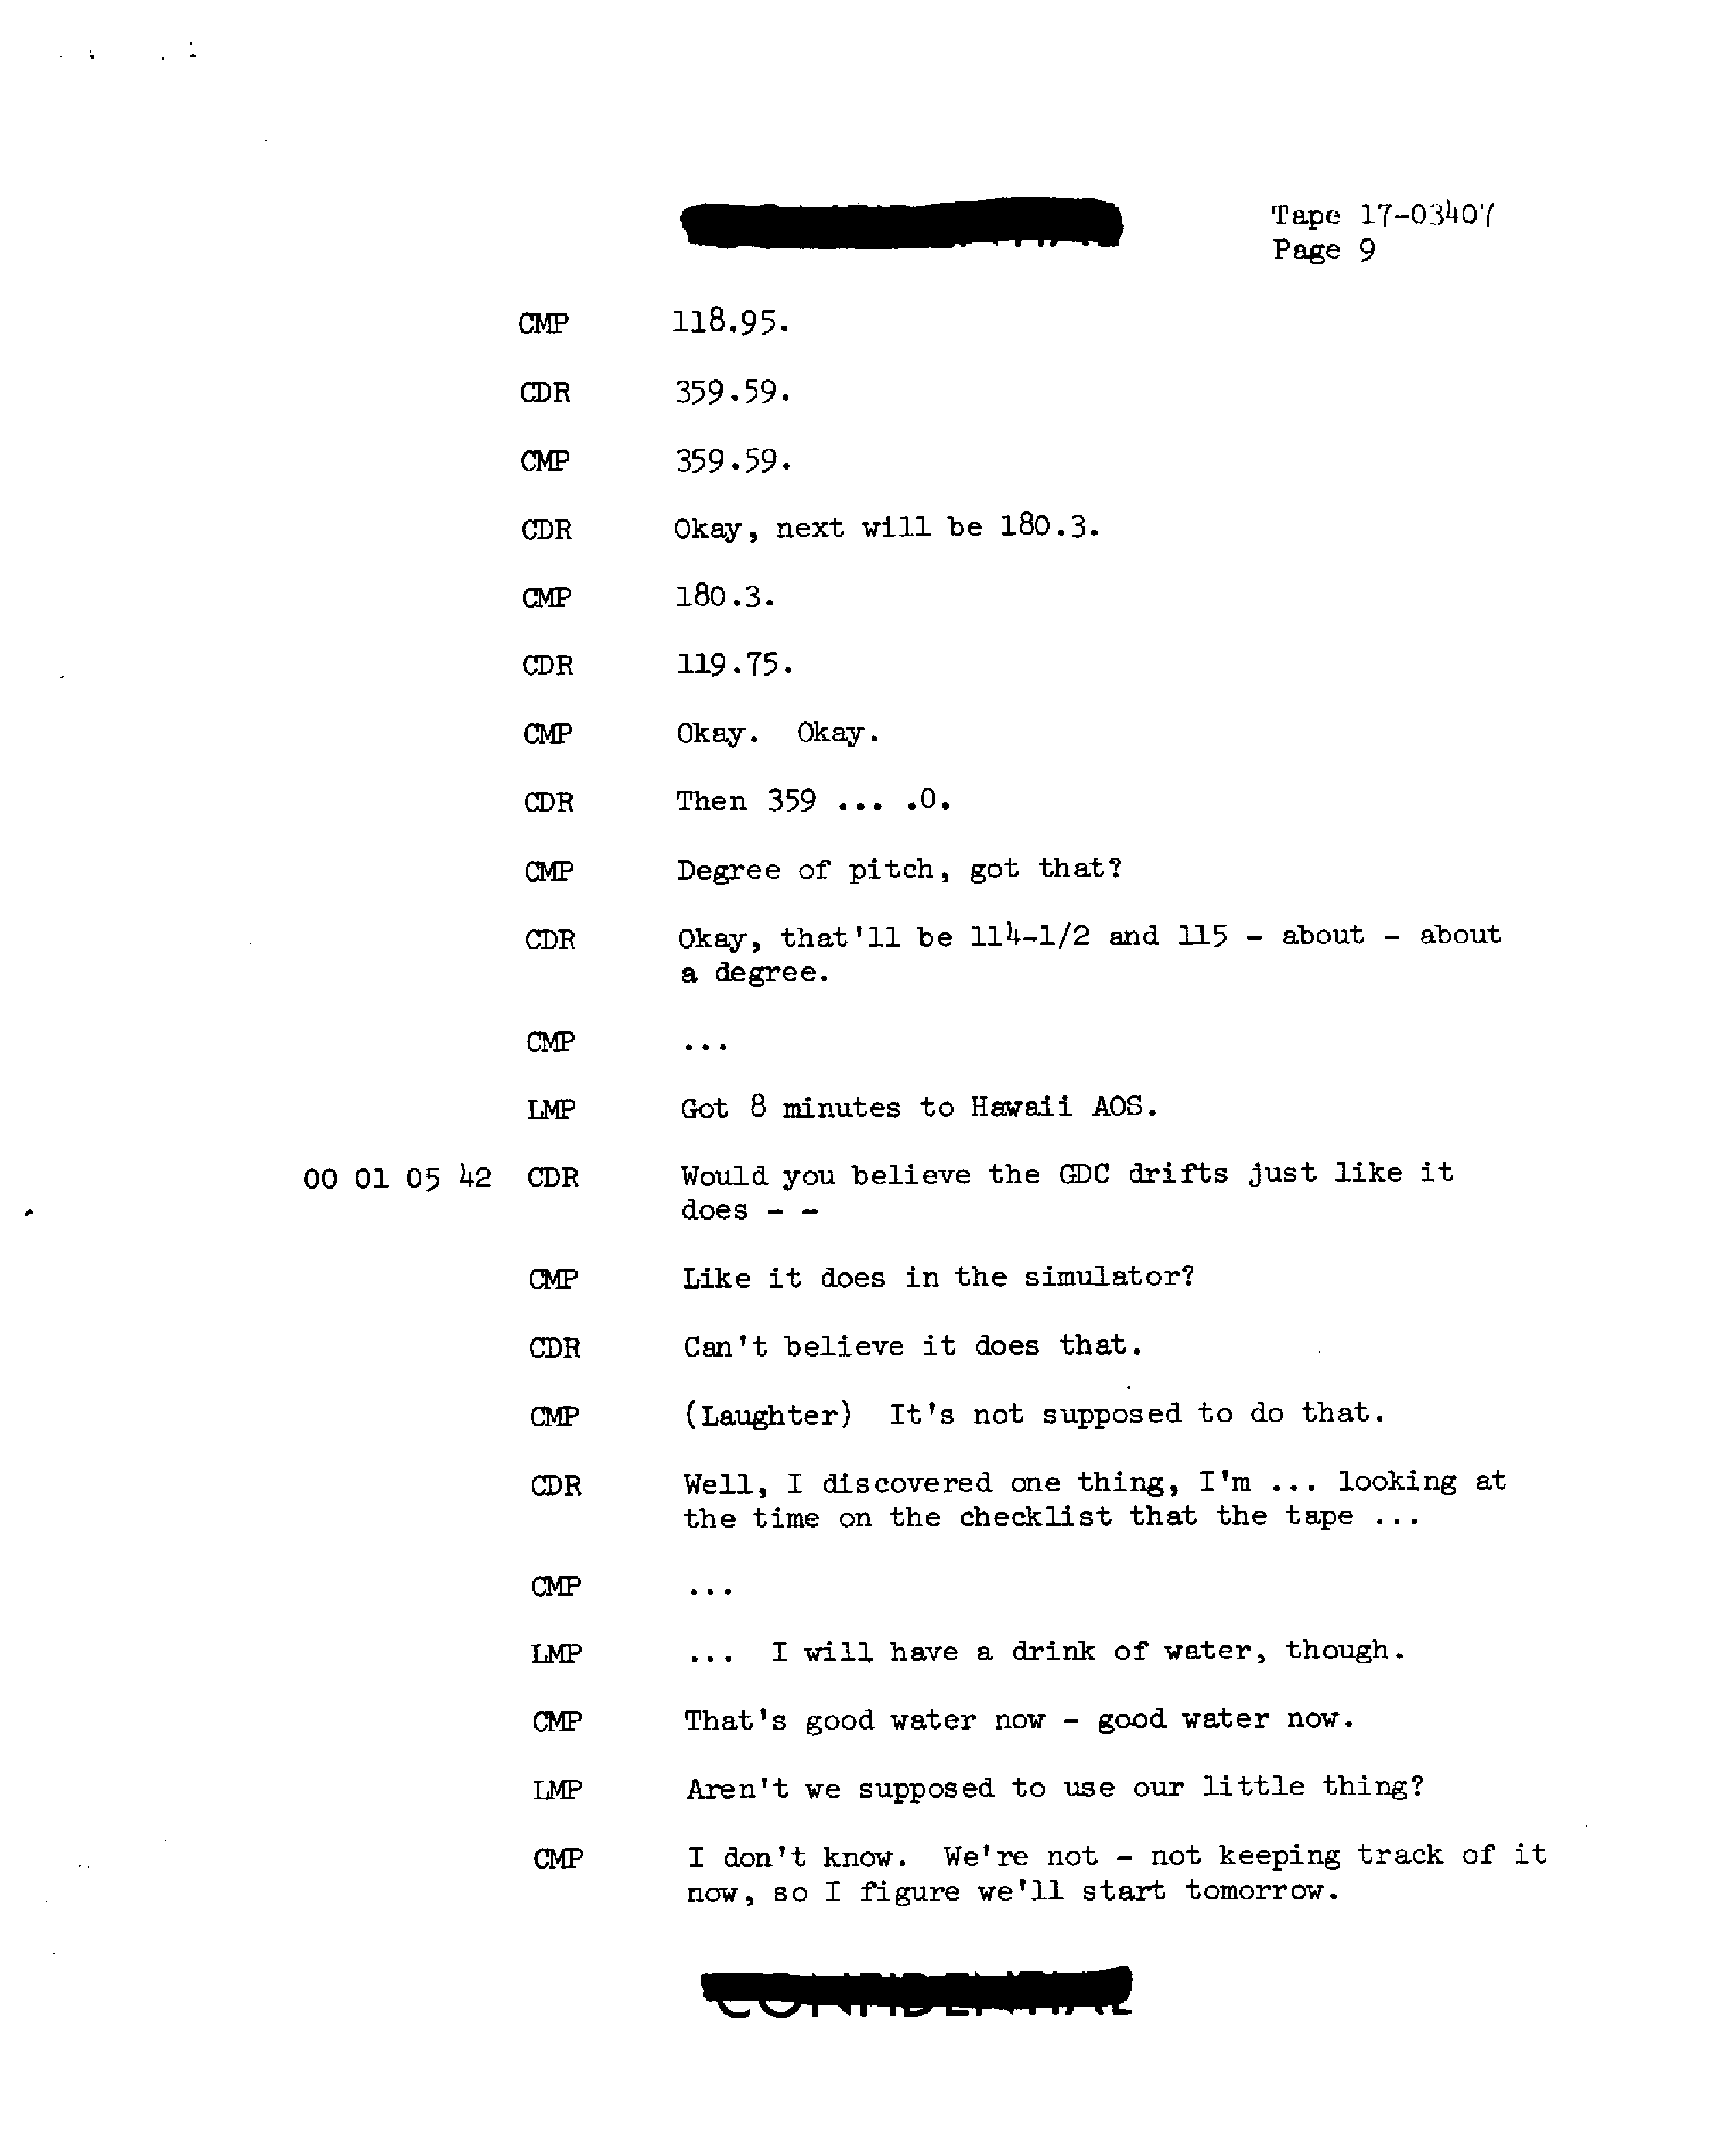 Tape 17-03407
Page 9
CMP 118.95.
CDR 359.59.
CMP 359.59.
CDR Okay, next will be 180.3.
CMP 180.3.
CDR 119.75.
CMP Okay. Okay.
CDR Then 359 ... .0.
CMP Degree of pitch, got that?
CDR Okay, that'll be 114-1/2 and 115 - about - about
a degree.
CMP ...
LMP Got 8 minutes to Hawaii AOS.
00 01 05 42 CDR Would you believe the GDC drifts just like it
does - -
CMP Like it does in the simulator?
CDR Can't believe it does that.
CMP (Laughter) It's not supposed to do that.
CDR Well, I discovered one thing, I'm ... looking at
the time on the checklist that the tape ...
CMP ...
LMP ... I will have a drink of water, though.
CMP That's good water now - good water now.
LMP Aren't we supposed to use our little thing?
CMP I don't know. We're not - not keeping track of it
now, so I figure we'll start tomorrow.
CONFIDENTIAL